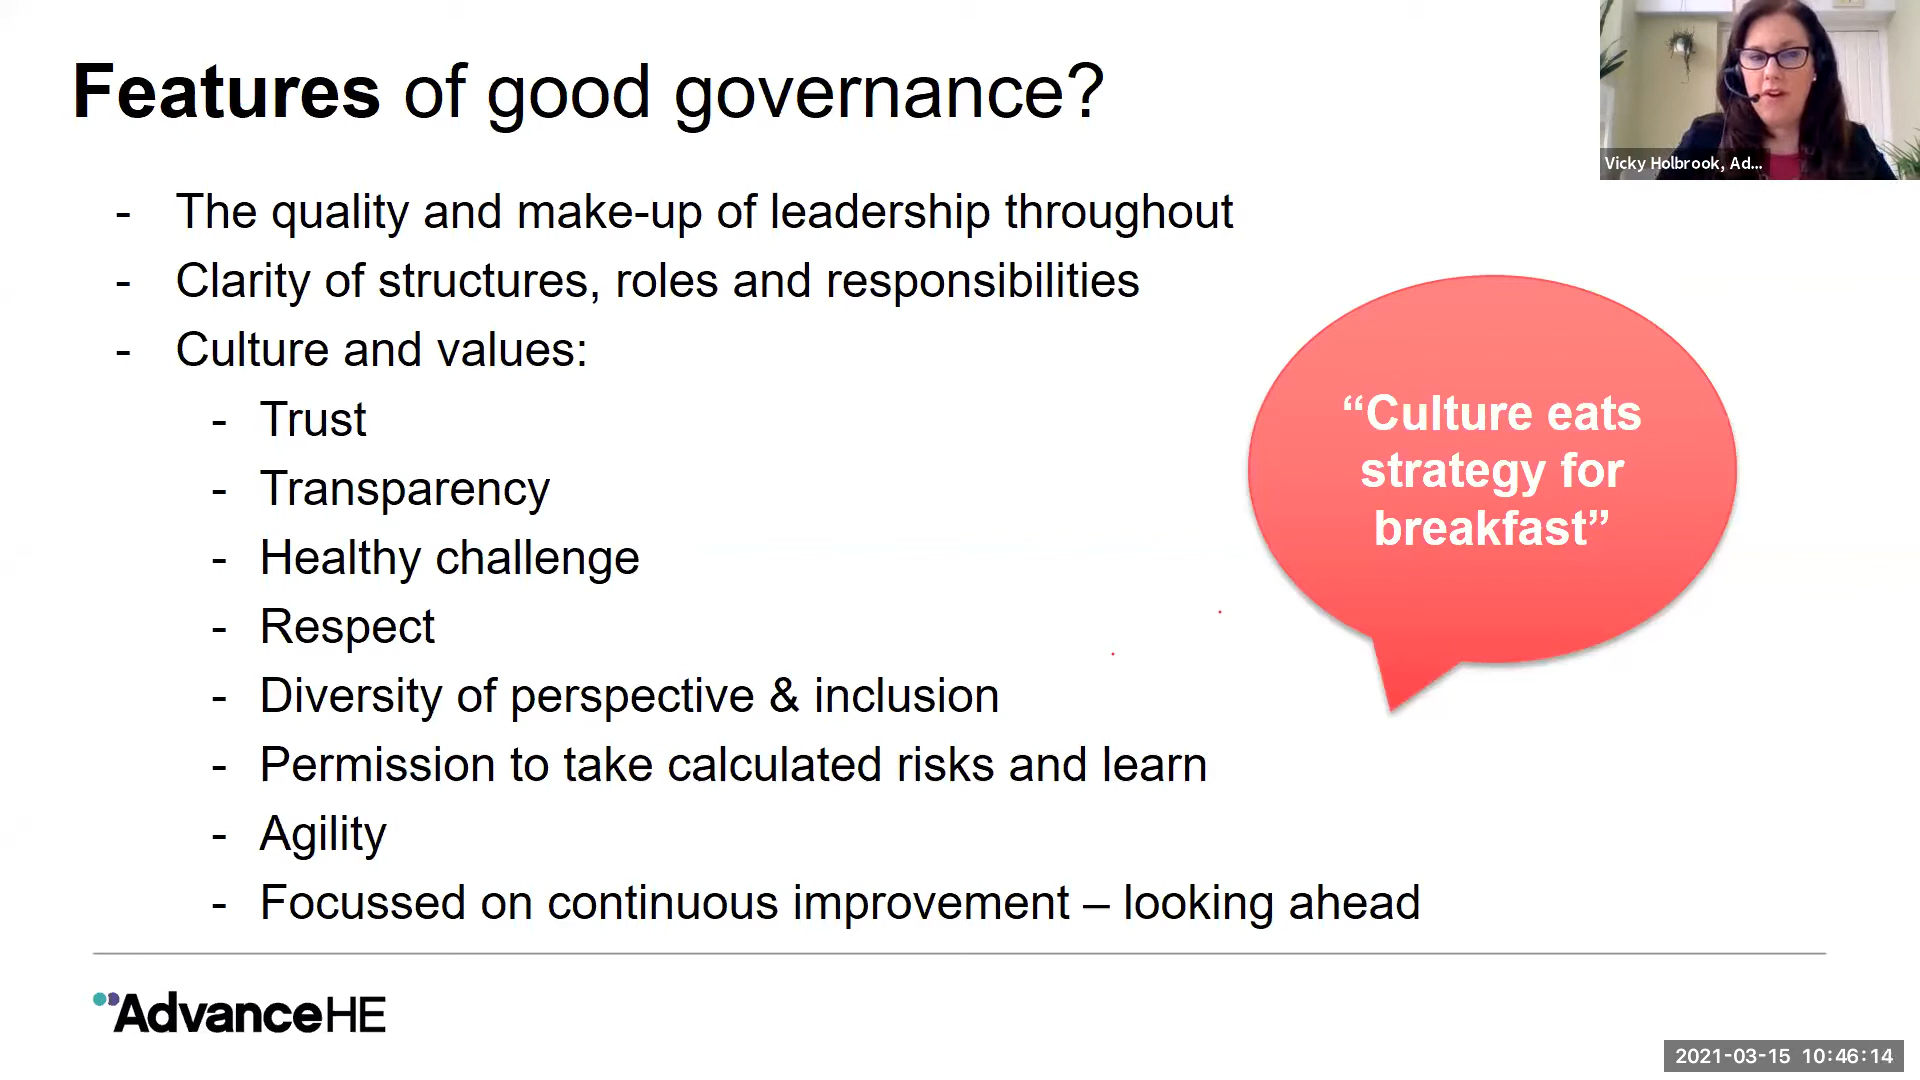 Features of good governance?
Vicky Holbrook, Ad...
- The quality and make-up of leadership throughout
- Clarity of structures, roles and responsibilities
- Culture and values:
- Trust
- Transparency
- Healthy challenge
- Respect
- Diversity of perspective & inclusion
- Permission to take calculated risks and learn
- Agility
- Focussed on continuous improvement – looking ahead
“Culture eats
strategy for
breakfast”
AdvanceHE
2021-03-15 10:46:14